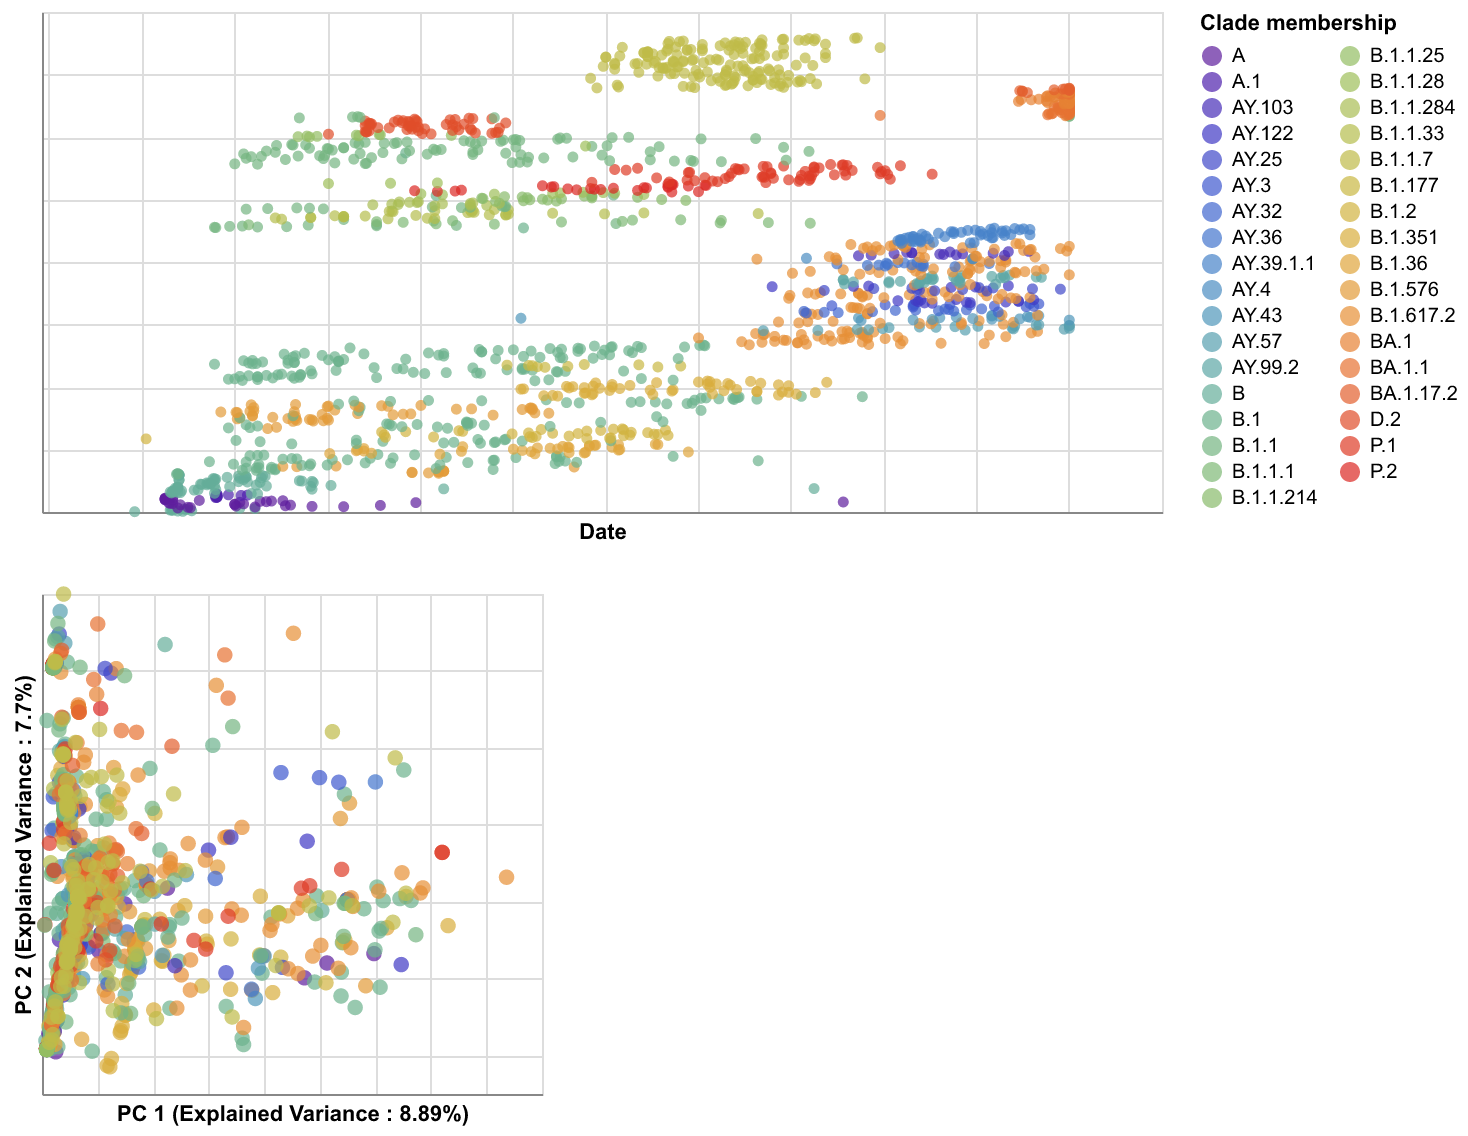 Clade membership
A
A.1
AY.103
AY.122
AY.25
AY.3
AY.32
AY.36
AY.39.1.1
AY.4
AY.43
AY.57
AY.99.2
B
B.1
B.1.1
B.1.1.1
B.1.1.214
B.1.1.25
B.1.1.28
B.1.1.284
B.1.1.33
B.1.1.7
B.1.177
B.1.2
B.1.351
B.1.36
B.1.576
B.1.617.2
BA.1
BA.1.1
BA.1.17.2
D.2
P.1
P.2
Date
PC 2 (Explained Variance : 7.7%)
PC 1 (Explained Variance : 8.89%)